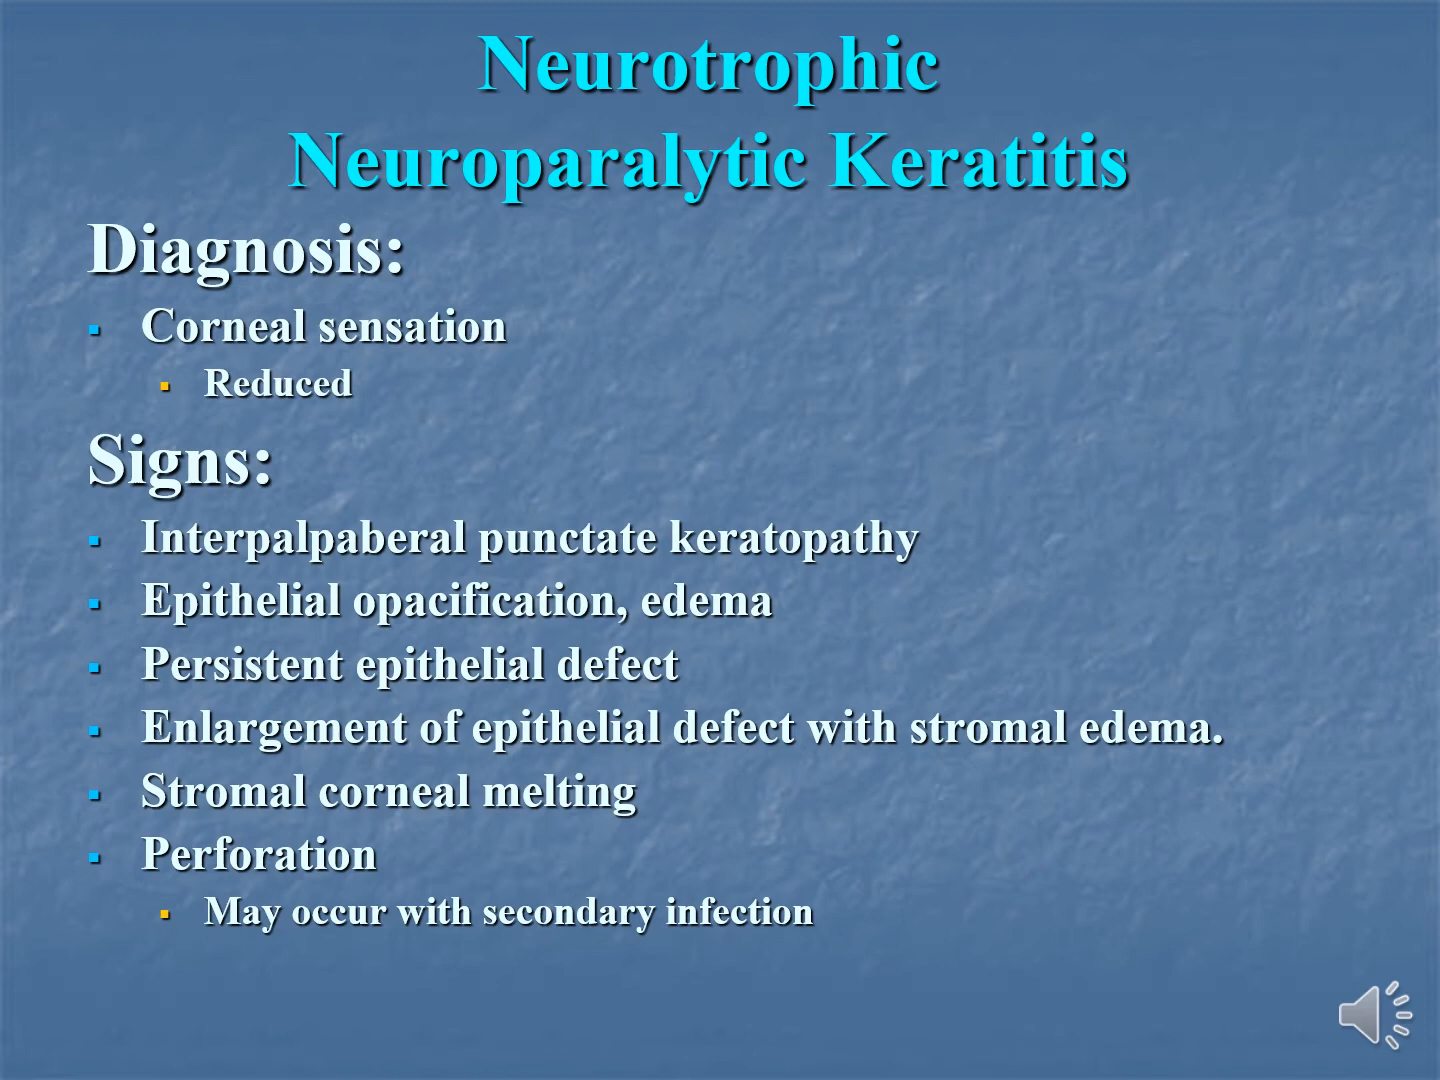 Neurotrophic
Neuroparalytic Keratitis
Diagnosis:
▪ Corneal sensation
▪ Reduced
Signs:
▪ Interpalpaberal punctate keratopathy
▪ Epithelial opacification, edema
▪ Persistent epithelial defect
▪ Enlargement of epithelial defect with stromal edema.
▪ Stromal corneal melting
▪ Perforation
▪ May occur with secondary infection